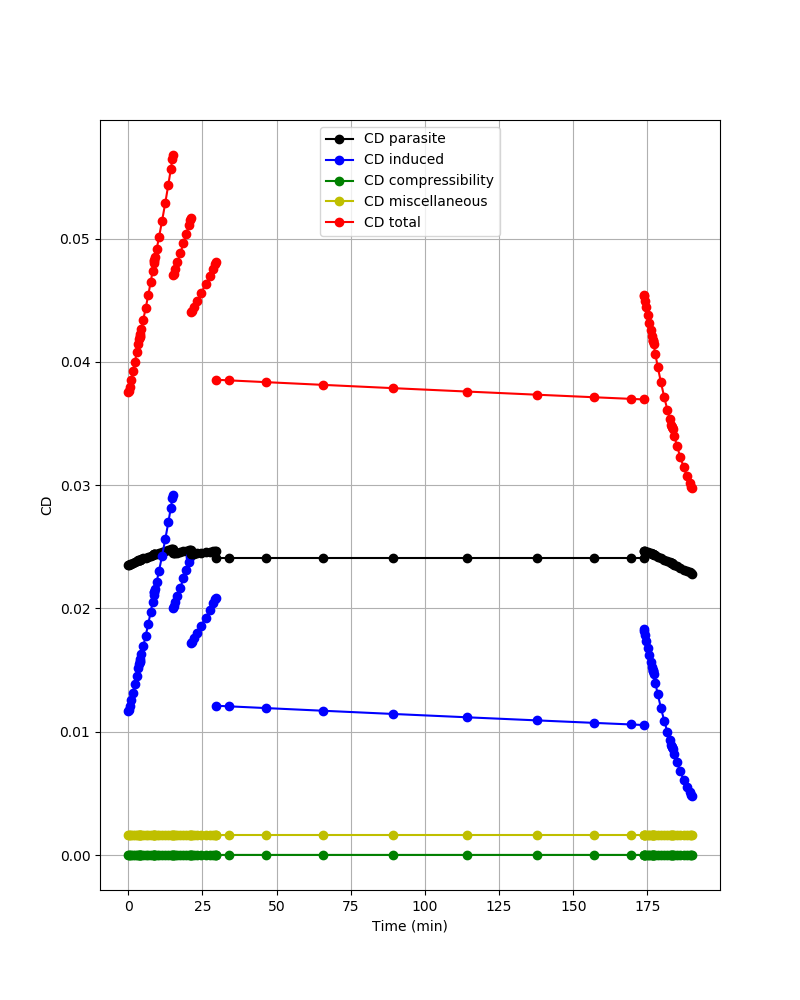 CD parasite
CD induced
CD compressibility
CD miscellaneous
CD total
0.05
0.04
0.03
0.02
0.01
0.00
CD
0 25 50 75 100 125 150 175
Time (min)